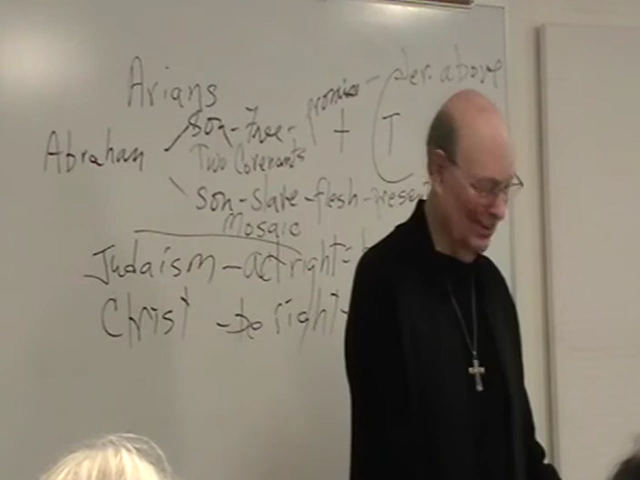 Arians
son-free-promise-Jer. above
Abraham
Two Covenants + T
son-slave-flesh-present
Mosaic
Judaism - act right =
Christ - be right -